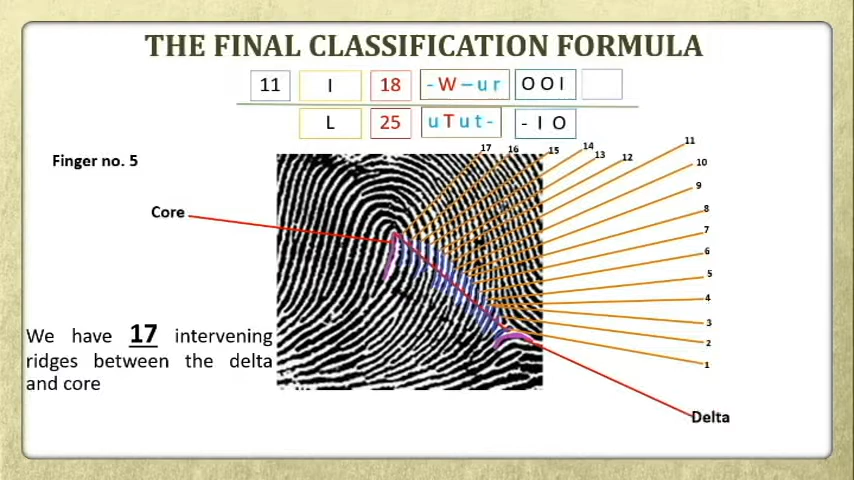 THE FINAL CLASSIFICATION FORMULA
11 I 18 - W – u r O O I
L 25 u T u t - - I O
17 16 15 14 13 12 11
Finger no. 5
10
9
Core
8
7
6
5
4
3
We have 17 intervening
ridges between the delta
and core
2
1
Delta